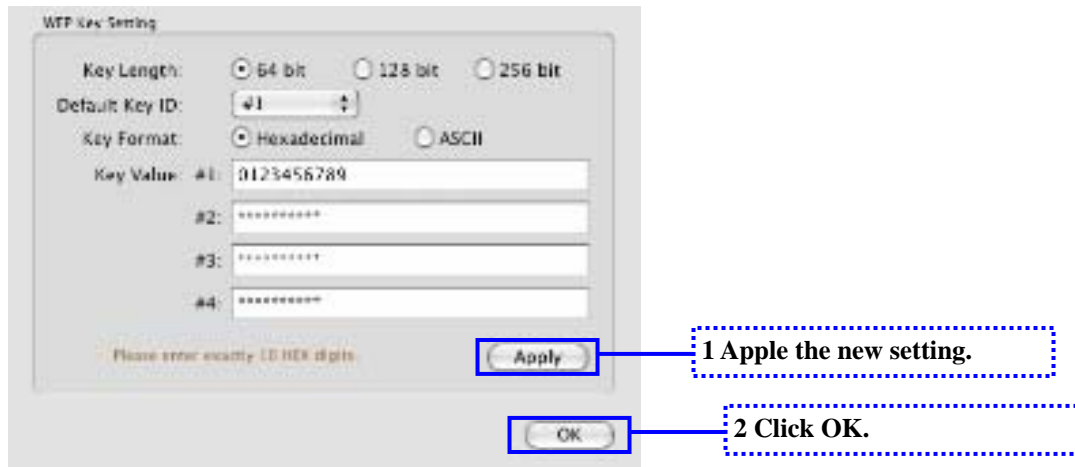 WEP Key Setting
Key Length: 64 bit 128 bit 256 bit
Default Key ID: #1
Key Format: Hexadecimal ASCII
Key Value #1: 0123456789
#2: **********
#3: **********
#4: **********
Please enter exactly 10 HEX digits
Apply
1 Apple the new setting.
OK
2 Click OK.